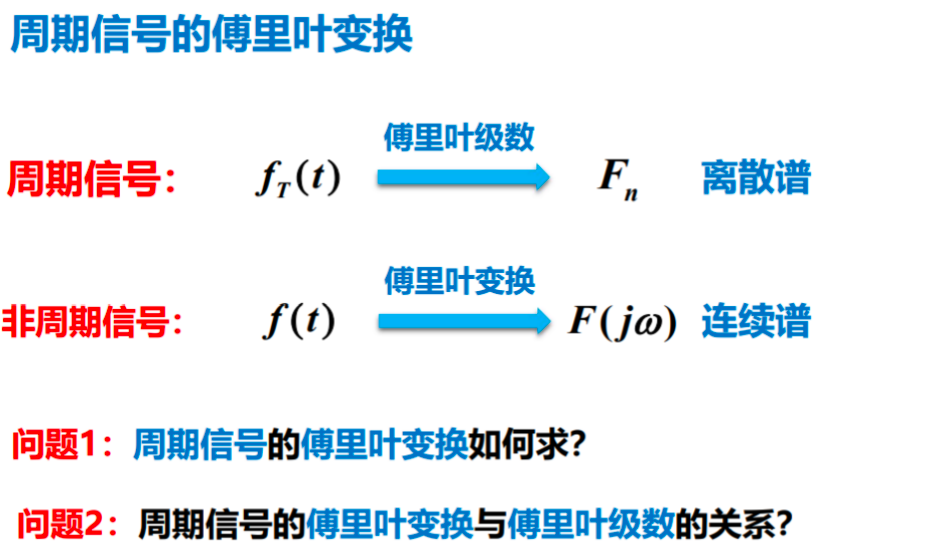 周期信号的傅里叶变换
傅里叶级数
周期信号： f_T(t) F_n 离散谱
傅里叶变换
非周期信号： f(t) F(jω) 连续谱
问题1：周期信号的傅里叶变换如何求？
问题2：周期信号的傅里叶变换与傅里叶级数的关系？